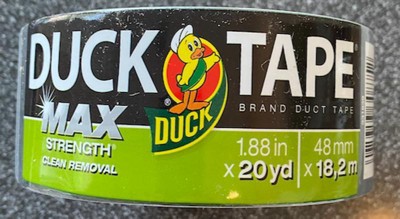 DUCK TAPE®
BRAND DUCT TAPE
MAX
STRENGTH®
CLEAN REMOVAL
DUCK®
1.88 in x 20 yd
48 mm x 18,2 m